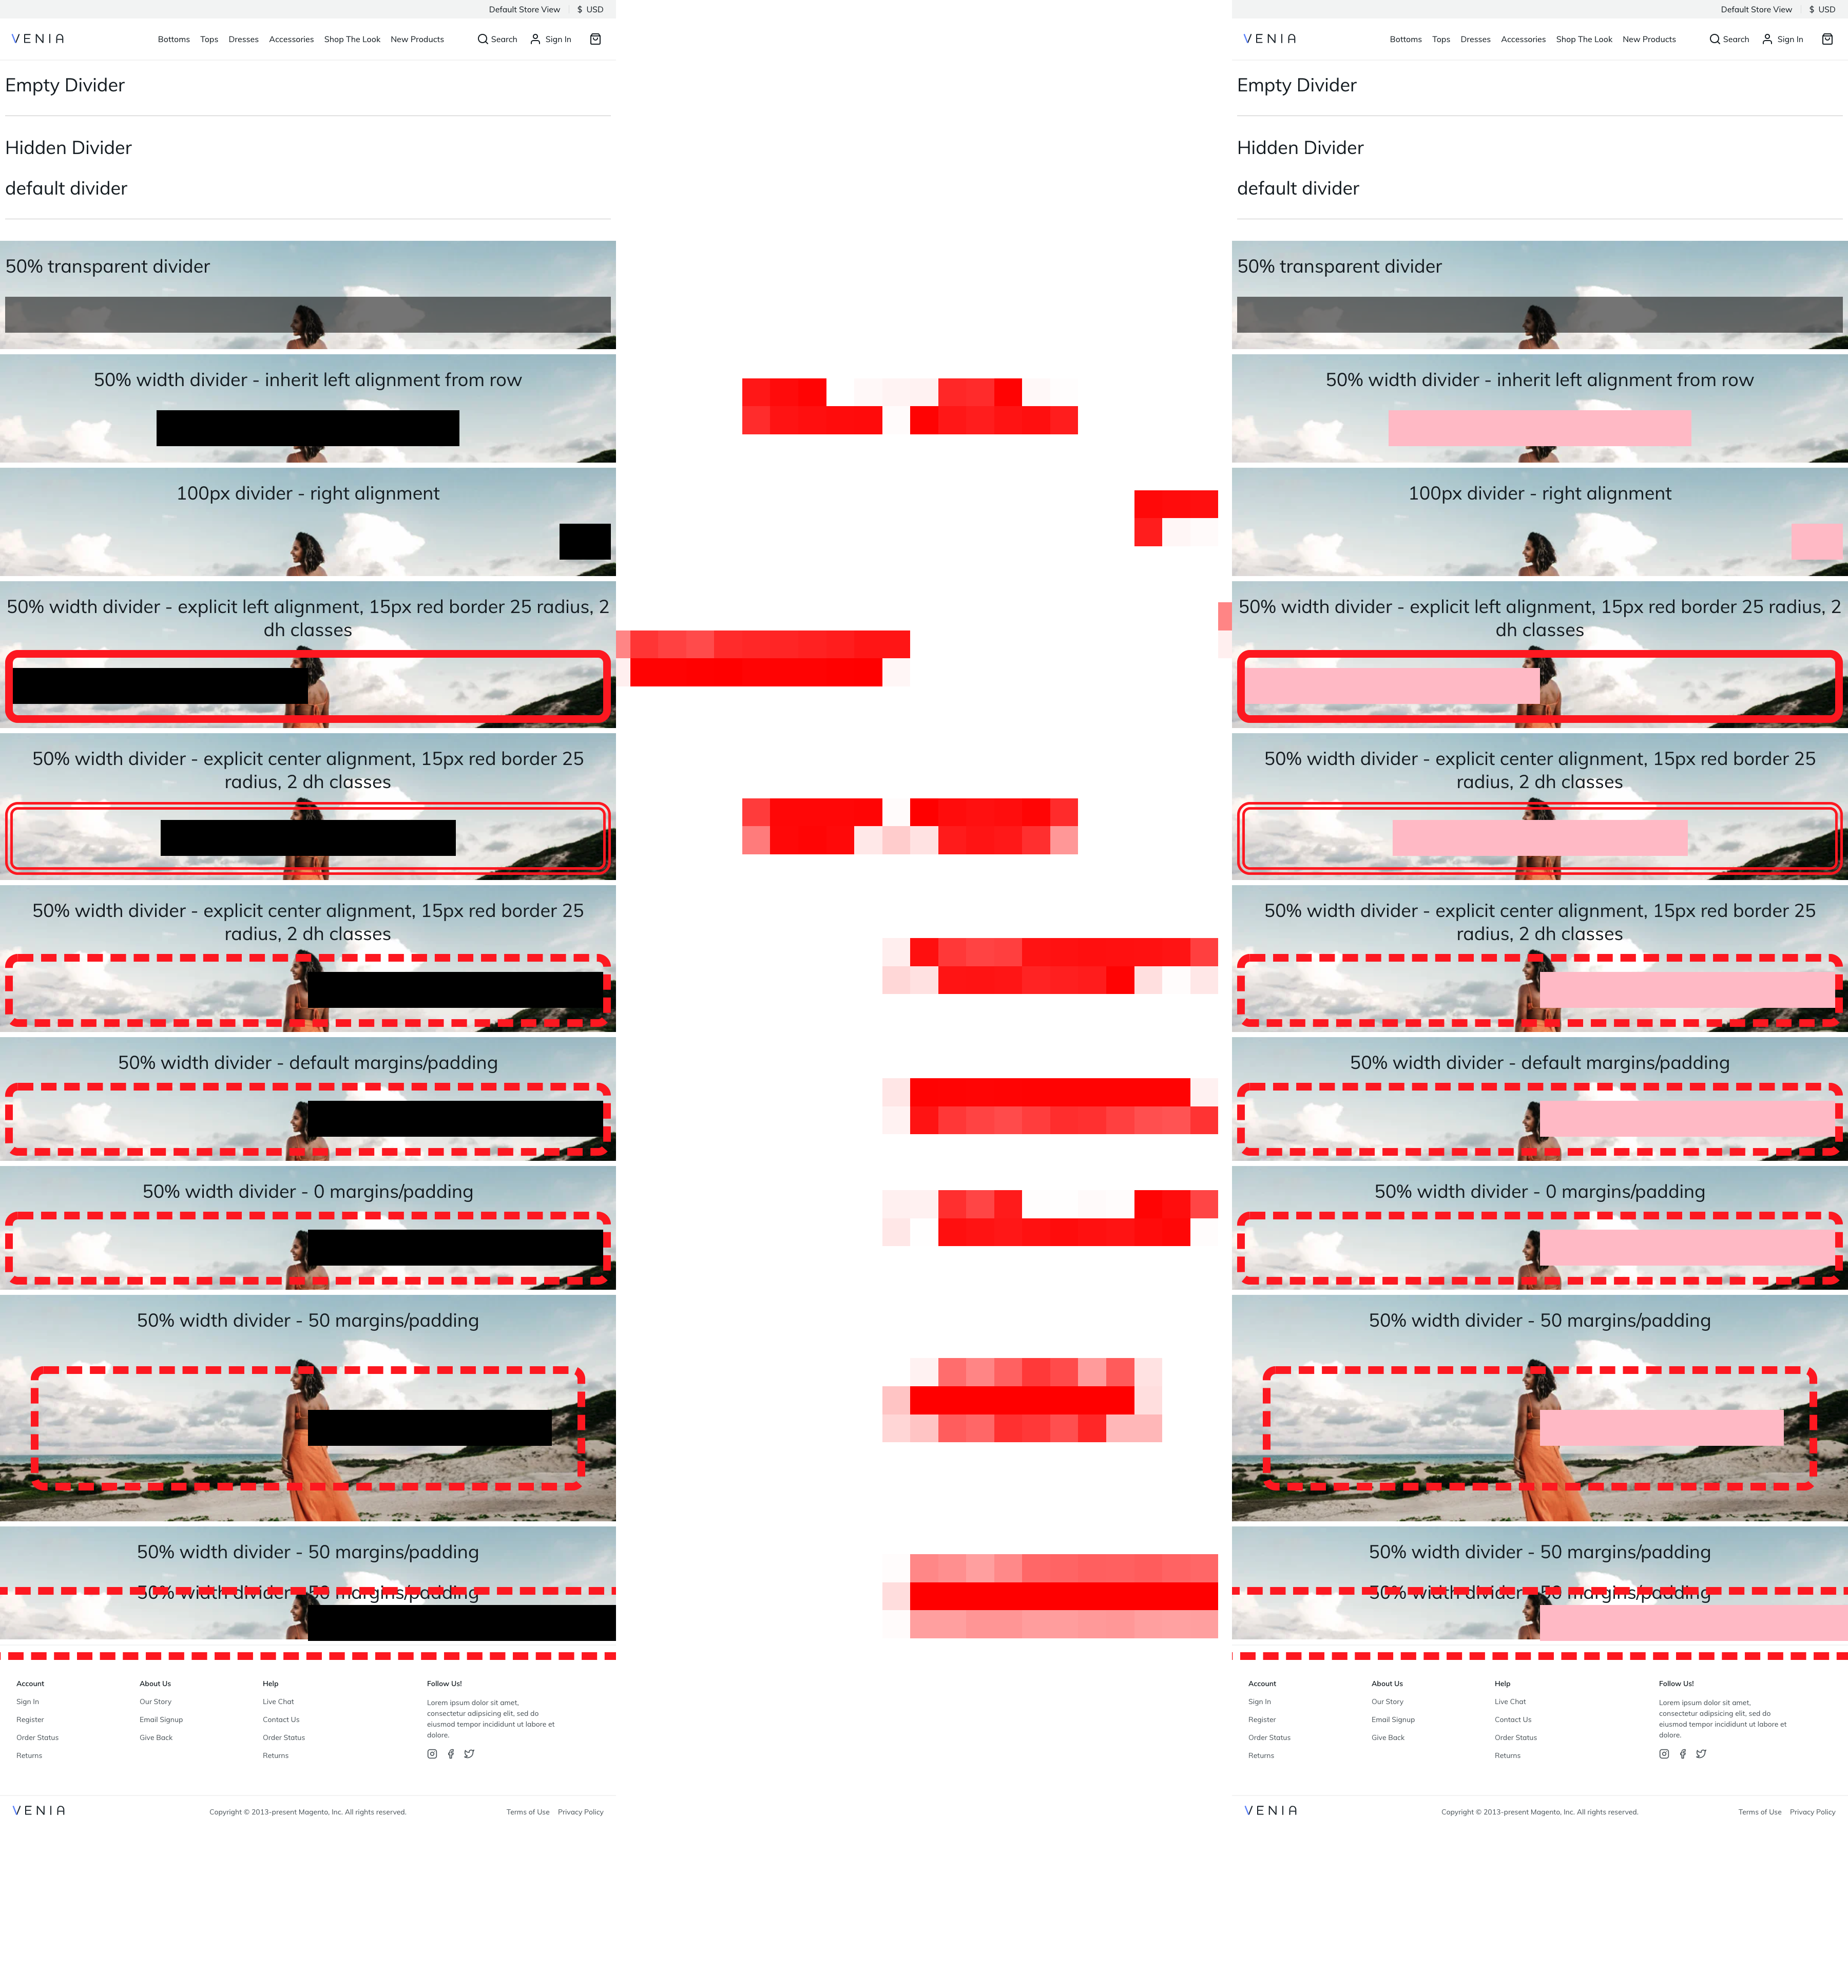 Default Store View $ USD
VENIA Bottoms Tops Dresses Accessories Shop The Look New Products Search Sign In
Empty Divider
Hidden Divider
default divider
50% transparent divider
50% width divider - inherit left alignment from row
100px divider - right alignment
50% width divider - explicit left alignment, 15px red border 25 radius, 2
dh classes
50% width divider - explicit center alignment, 15px red border 25
radius, 2 dh classes
50% width divider - explicit center alignment, 15px red border 25
radius, 2 dh classes
50% width divider - default margins/padding
50% width divider - 0 margins/padding
50% width divider - 50 margins/padding
50% width divider - 50 margins/padding
50% width divider - 50 margins/padding
Account
Sign In
Register
Order Status
Returns
About Us
Our Story
Email Signup
Give Back
Help
Live Chat
Contact Us
Order Status
Returns
Follow Us!
Lorem ipsum dolor sit amet,
consectetur adipsicing elit, sed do
eiusmod tempor incididunt ut labore et
dolore.
VENIA Copyright © 2013-present Magento, Inc. All rights reserved. Terms of Use Privacy Policy
Default Store View $ USD
VENIA Bottoms Tops Dresses Accessories Shop The Look New Products Search Sign In
Empty Divider
Hidden Divider
default divider
50% transparent divider
50% width divider - inherit left alignment from row
100px divider - right alignment
50% width divider - explicit left alignment, 15px red border 25 radius, 2
dh classes
50% width divider - explicit center alignment, 15px red border 25
radius, 2 dh classes
50% width divider - explicit center alignment, 15px red border 25
radius, 2 dh classes
50% width divider - default margins/padding
50% width divider - 0 margins/padding
50% width divider - 50 margins/padding
50% width divider - 50 margins/padding
50% width divider - 50 margins/padding
Account
Sign In
Register
Order Status
Returns
About Us
Our Story
Email Signup
Give Back
Help
Live Chat
Contact Us
Order Status
Returns
Follow Us!
Lorem ipsum dolor sit amet,
consectetur adipsicing elit, sed do
eiusmod tempor incididunt ut labore et
dolore.
VENIA Copyright © 2013-present Magento, Inc. All rights reserved. Terms of Use Privacy Policy